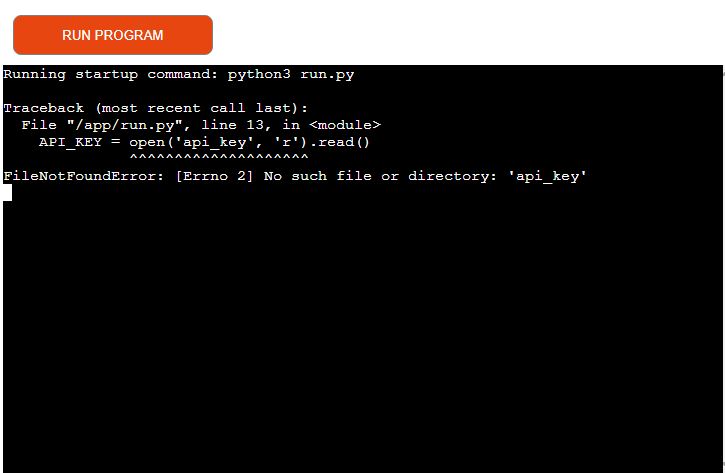 RUN PROGRAM
Running startup command: python3 run.py
Traceback (most recent call last):
  File "/app/run.py", line 13, in <module>
    API_KEY = open('api_key', 'r').read()
              ^^^^^^^^^^^^^^^^^^^^
FileNotFoundError: [Errno 2] No such file or directory: 'api_key'